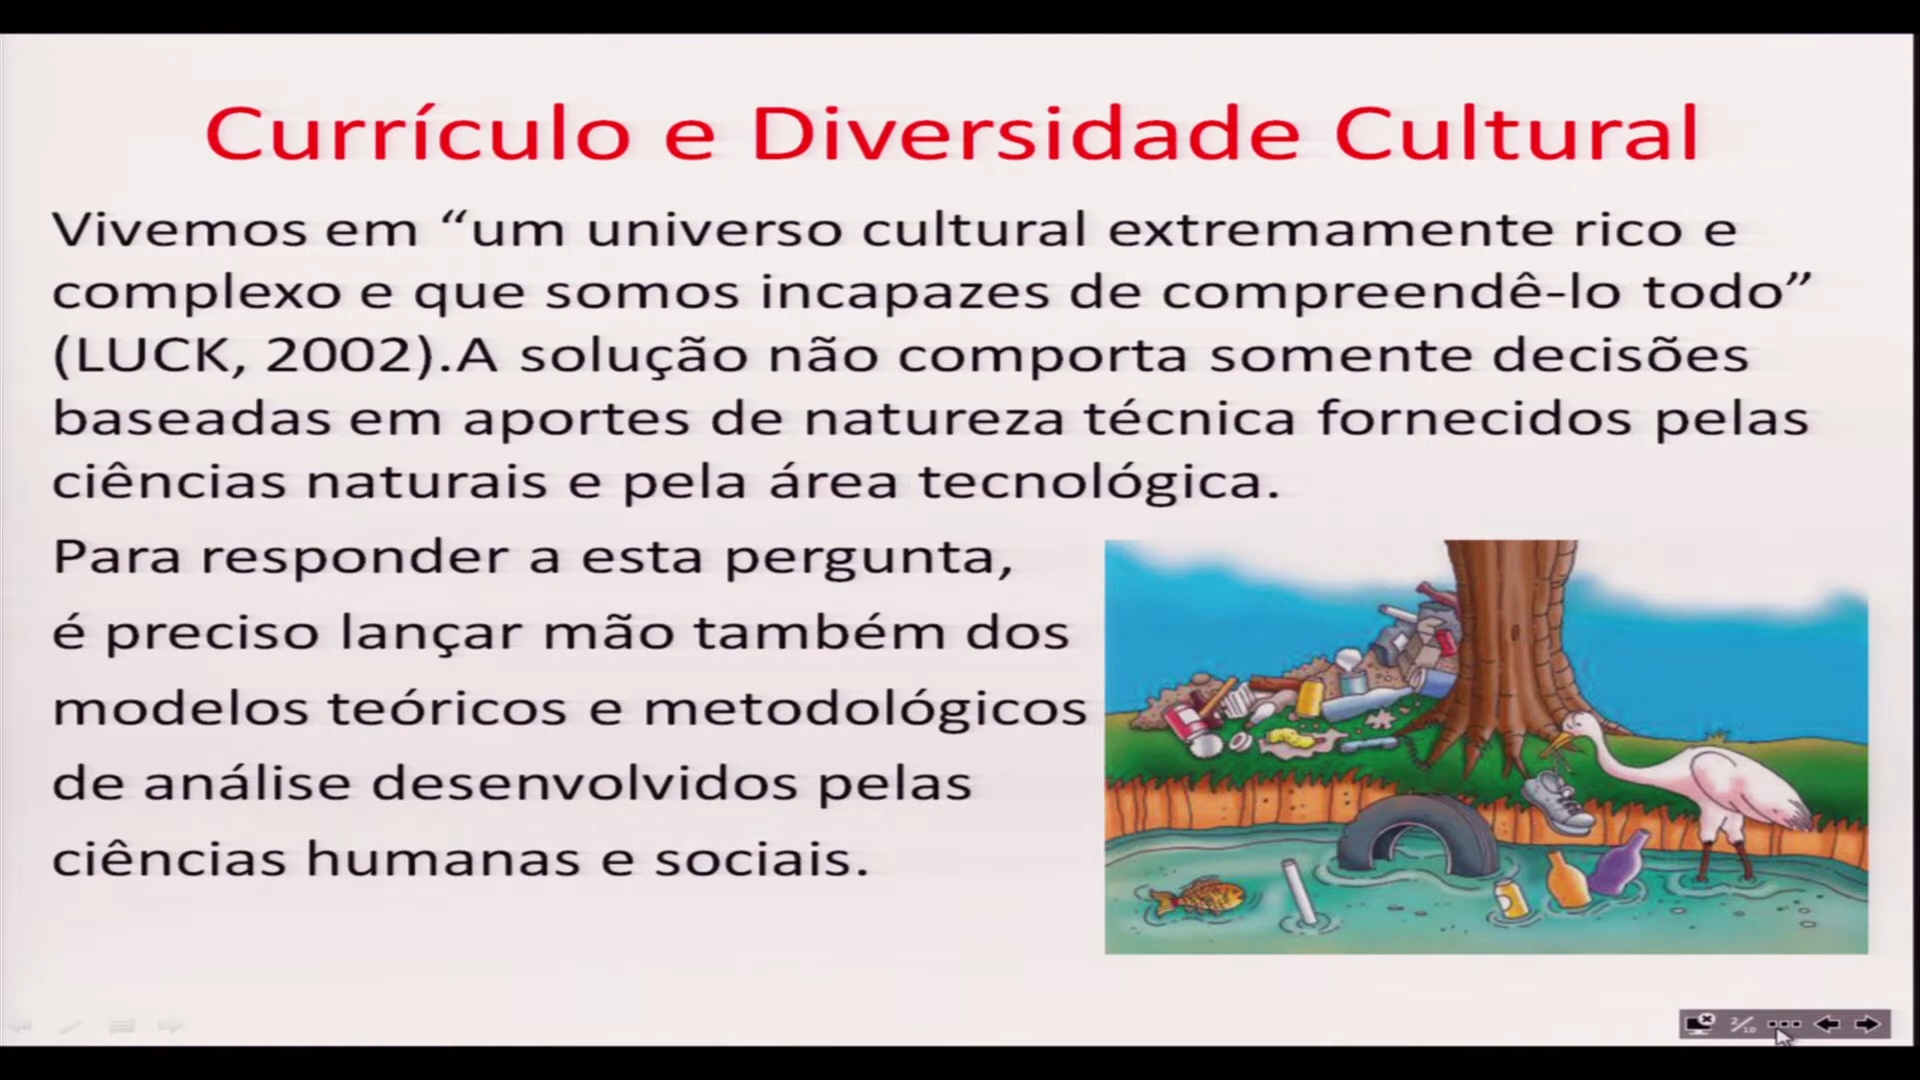 Currículo e Diversidade Cultural
Vivemos em “um universo cultural extremamente rico e
complexo e que somos incapazes de compreendê-lo todo”
(LUCK, 2002).A solução não comporta somente decisões
baseadas em aportes de natureza técnica fornecidos pelas
ciências naturais e pela área tecnológica.
Para responder a esta pergunta,
é preciso lançar mão também dos
modelos teóricos e metodológicos
de análise desenvolvidos pelas
ciências humanas e sociais.
2/10